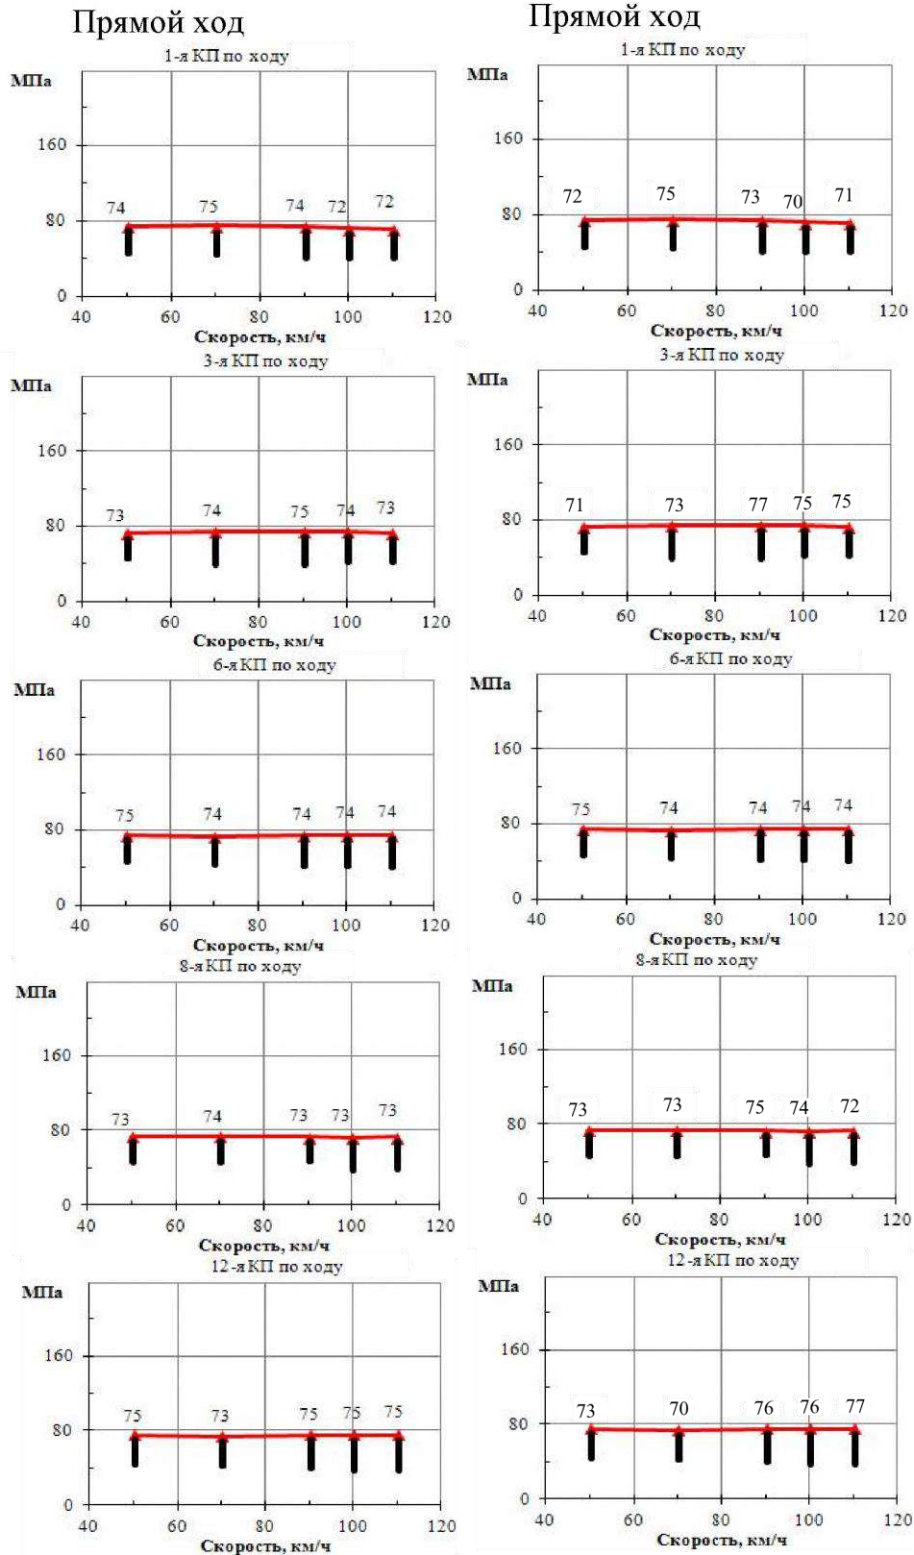 Прямой ход
1-я КП по ходу
МПа
160
74 75 74 72 72
80
0
40 60 80 100 120
Скорость, км/ч
3-я КП по ходу
МПа
160
73 74 75 74 73
80
0
40 60 80 100 120
Скорость, км/ч
6-я КП по ходу
МПа
160
75 74 74 74 74
80
0
40 60 80 100 120
Скорость, км/ч
8-я КП по ходу
МПа
160
73 74 73 73 73
80
0
40 60 80 100 120
Скорость, км/ч
12-я КП по ходу
МПа
160
75 73 75 75 75
80
0
40 60 80 100 120
Скорость, км/ч
Прямой ход
1-я КП по ходу
МПа
160
72 75 73 70 71
80
0
40 60 80 100 120
Скорость, км/ч
3-я КП по ходу
МПа
160
71 73 77 75 75
80
0
40 60 80 100 120
Скорость, км/ч
6-я КП по ходу
МПа
160
75 74 74 74 74
80
0
40 60 80 100 120
Скорость, км/ч
8-я КП по ходу
МПа
160
73 73 75 74 72
80
0
40 60 80 100 120
Скорость, км/ч
12-я КП по ходу
МПа
160
73 70 76 76 77
80
0
40 60 80 100 120
Скорость, км/ч